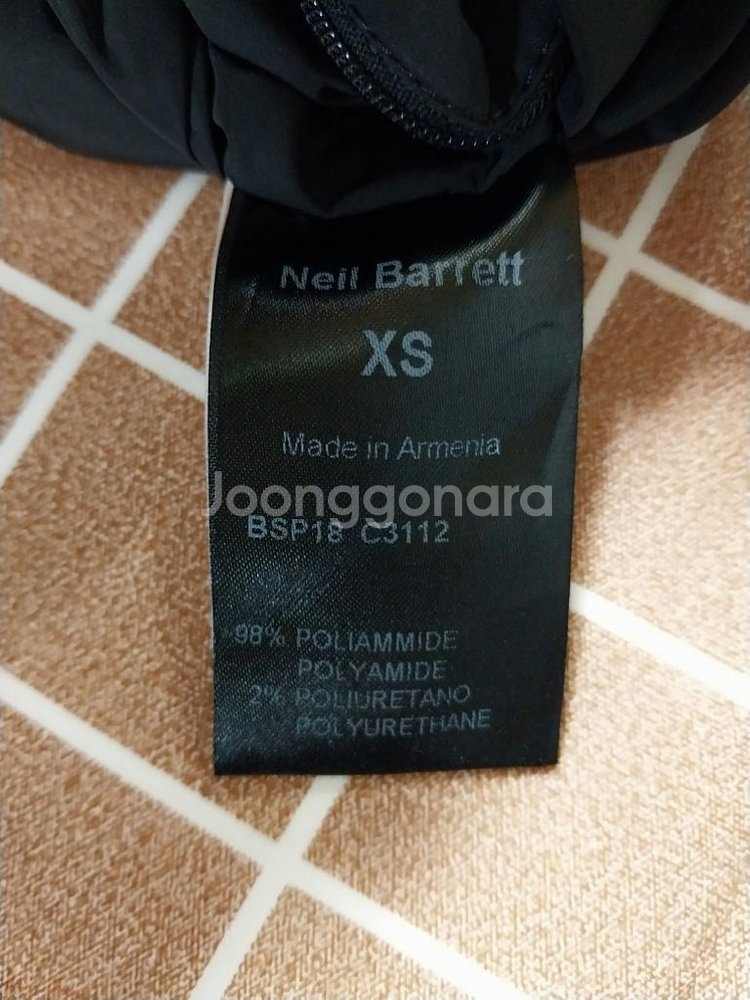 Neil Barrett
XS
Made in Armenia
Joonggonara
BSP18 C3112
98% POLIAMMIDE
POLYAMIDE
2% POLIURETANO
POLYURETHANE